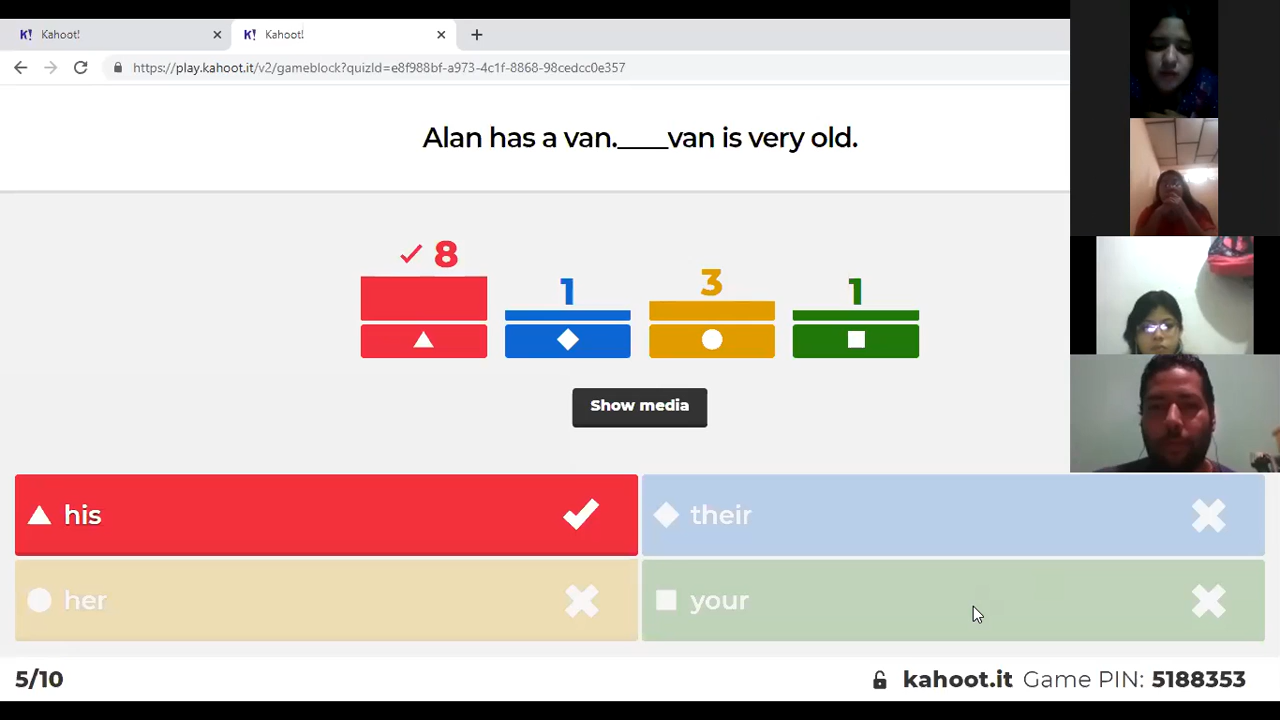 K! Kahoot! K! Kahoot!
https://play.kahoot.it/v2/gameblock?quizId=e8f988bf-a973-4c1f-8868-98cedcc0e357
Alan has a van.____van is very old.
8 1 3 1
Show media
his their
her your
5/10 kahoot.it Game PIN: 5188353